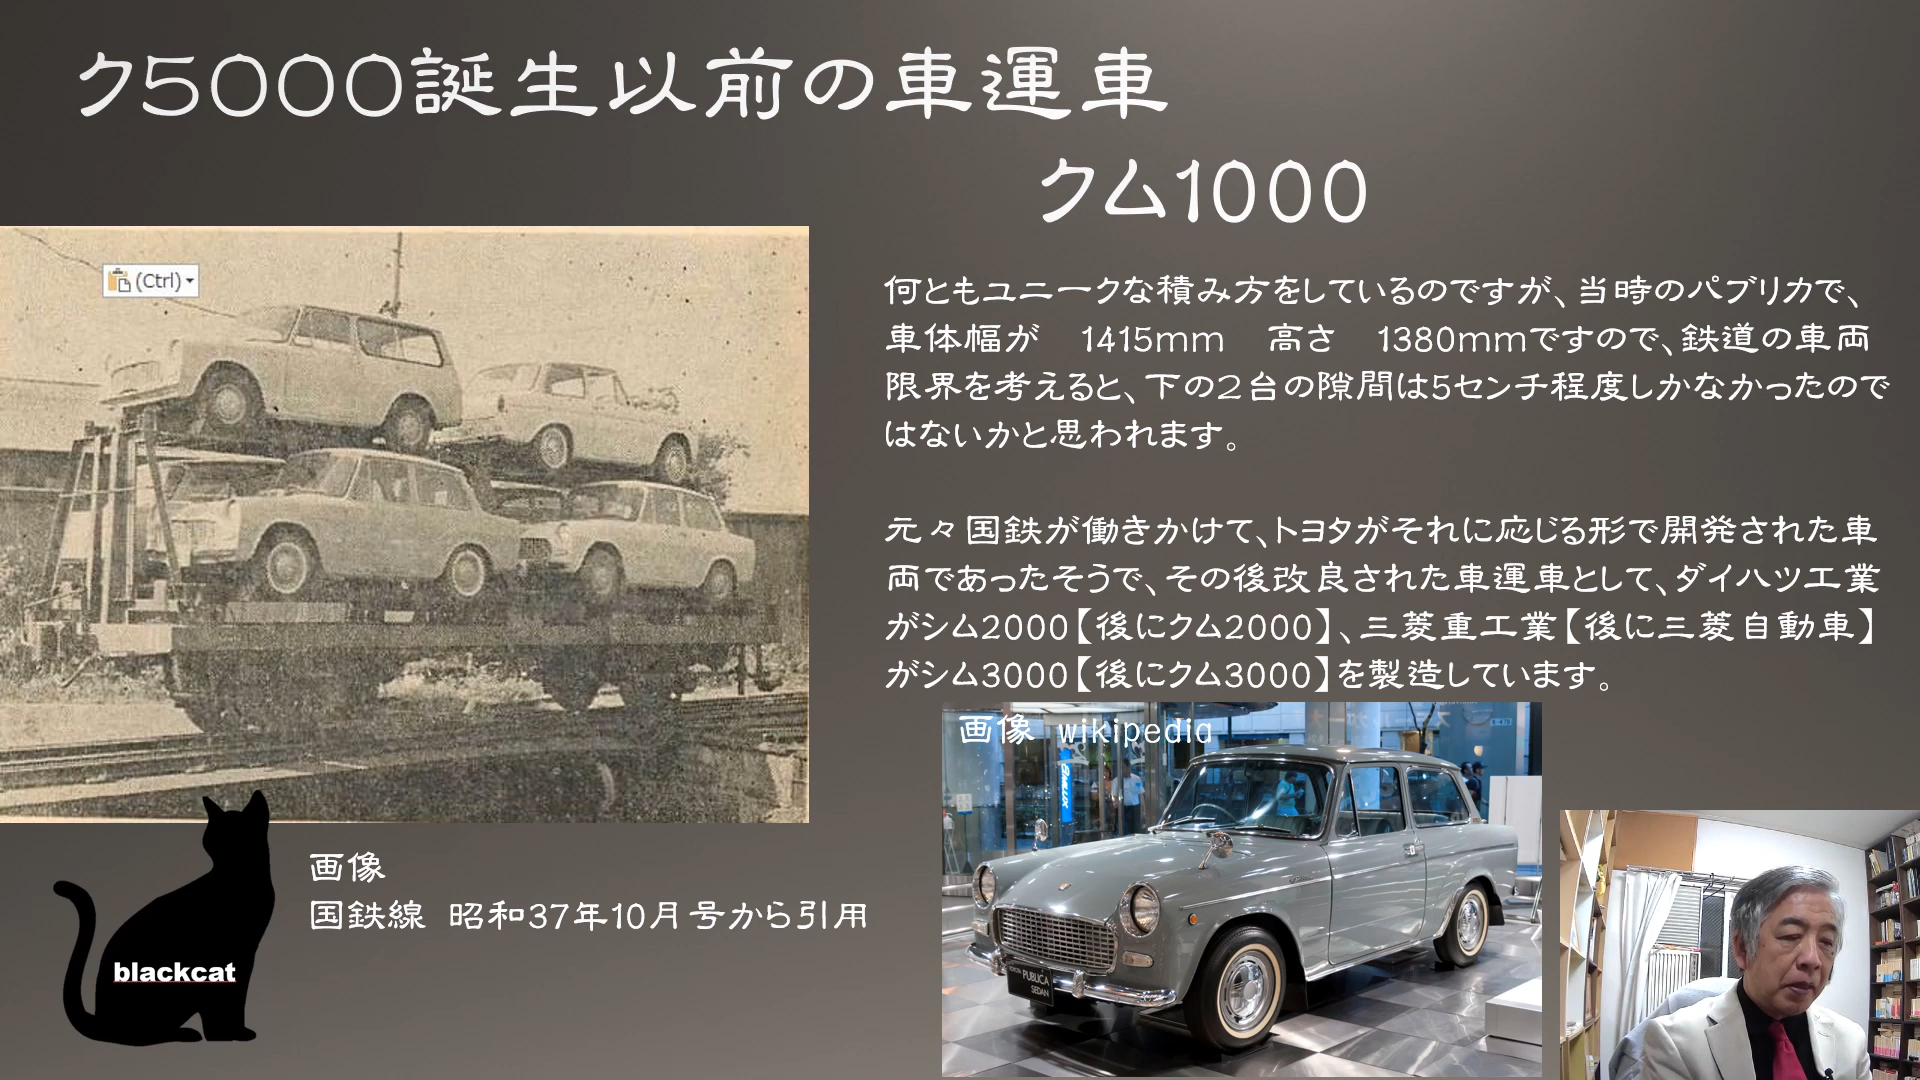 ク5000誕生以前の車運車
クム1000
(Ctrl)
何ともユニークな積み方をしているのですが、当時のパブリカで、
車体幅が　1415mm　高さ　1380mmですので、鉄道の車両
限界を考えると、下の2台の隙間は5センチ程度しかなかったので
はないかと思われます。
元々国鉄が働きかけて、トヨタがそれに応じる形で開発された車
両であったそうで、その後改良された車運車として、ダイハツ工業
がシム2000【後にクム2000】、三菱重工業【後に三菱自動車】
がシム3000【後にクム3000】を製造しています。
画像 wikipedia
PUBLICA
SEDAN
画像
国鉄線 昭和37年10月号から引用
blackcat